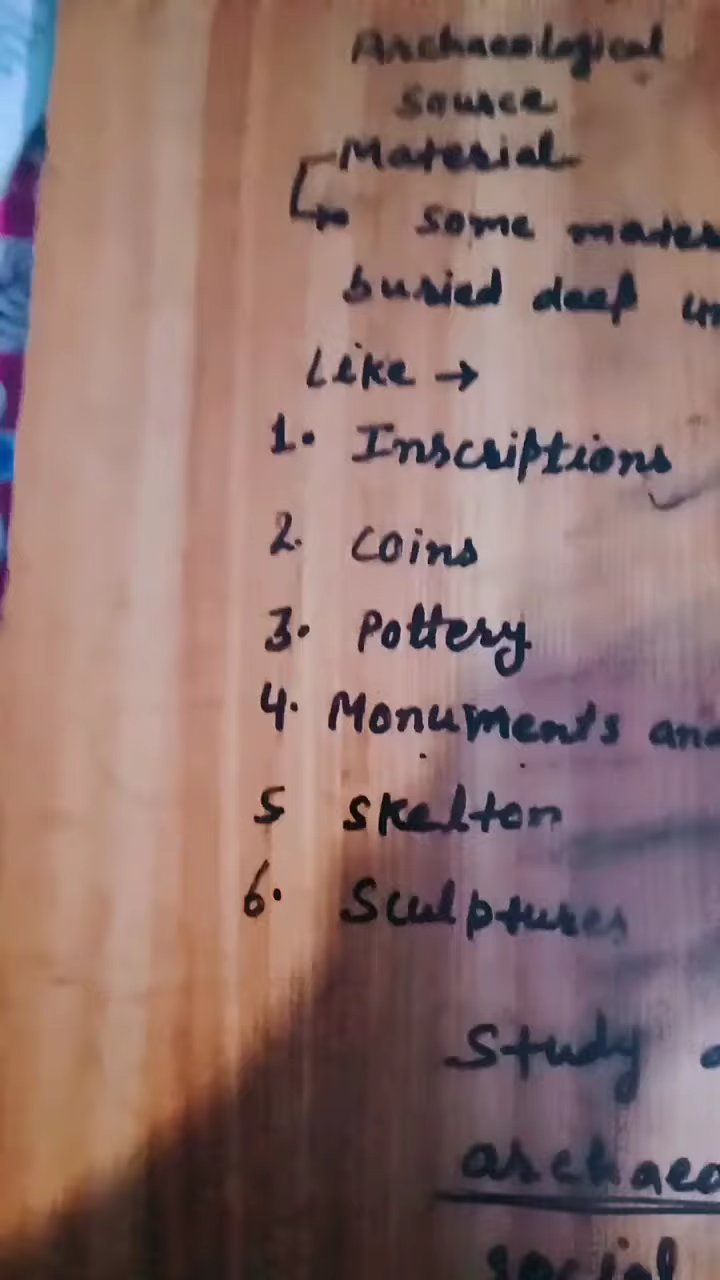 Archaeological
Source
Material
some
buried deep
Like →
1. Inscriptions
2. Coins
3. Pottery
4. Monuments
5 Skelton
6. Sculptures
Study
social